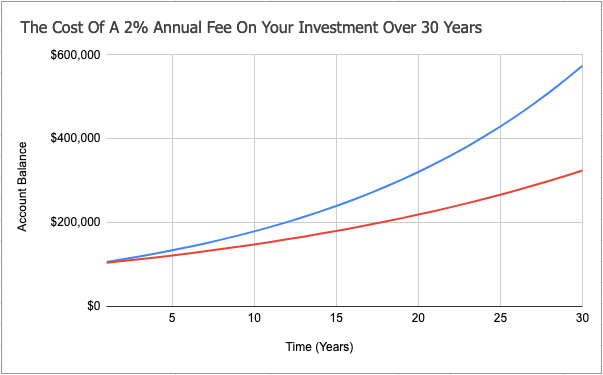 The Cost Of A 2% Annual Fee On Your Investment Over 30 Years
$600,000
$400,000
$200,000
$0
Account Balance
5 10 15 20 25 30
Time (Years)